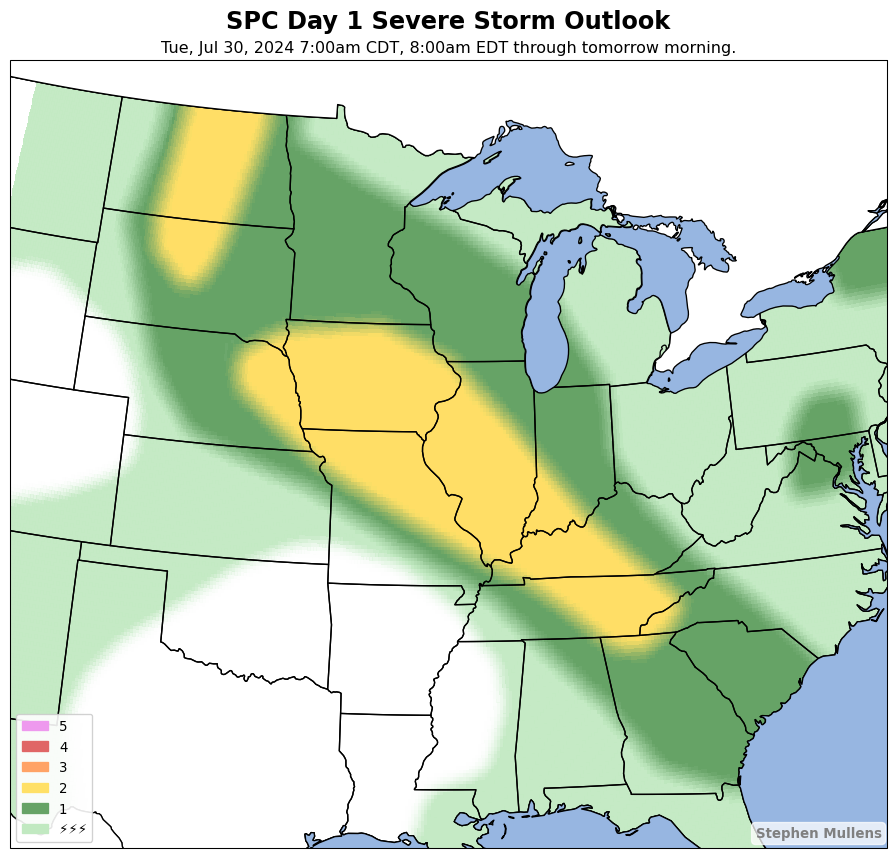 SPC Day 1 Severe Storm Outlook
Tue, Jul 30, 2024 7:00am CDT, 8:00am EDT through tomorrow morning.
5
4
3
2
1
⚡⚡⚡
Stephen Mullens